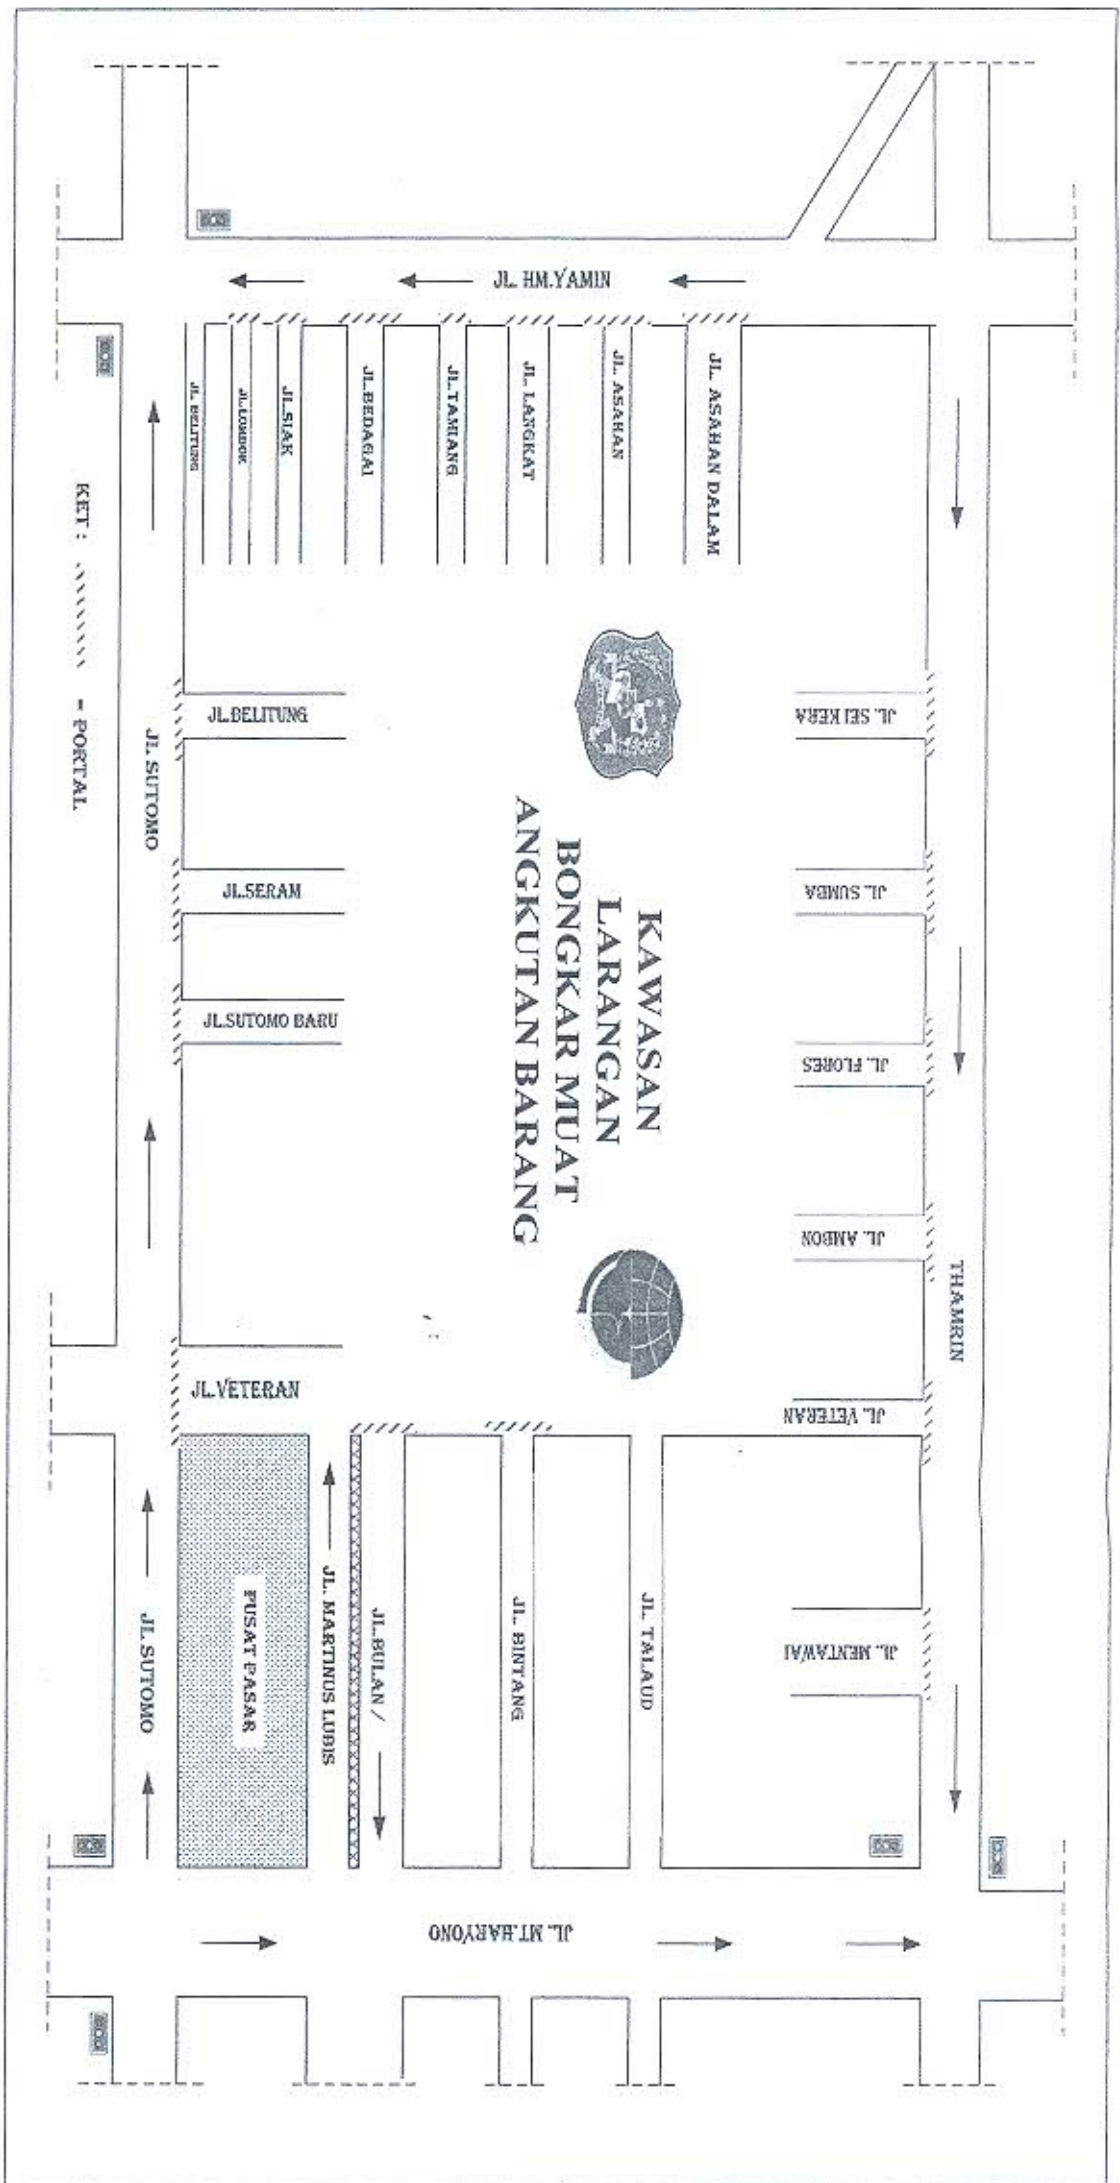 JL. HM.YAMIN
JL. BELITUNG
JL.LOMBOK
JL.SIAK
JL.BEDAGAI
JL.TAMIANG
JL. LANGKAT
JL. ASAHAN
JL. ASAHAN DALAM
KET : = PORTAL
JL. SUTOMO
JL.BELITUNG
JL.SERAM
JL.SUTOMO BARU
JL.VETERAN
KAWASAN
LARANGAN
BONGKAR MUAT
ANGKUTAN BARANG
JL. SEI KERA
JL. SUMBA
JL. FLORES
JL. AMBON
JL. VETERAN
JL. MENTAWAI
THAMRIN
JL. SUTOMO
PUSAT PASAR
JL. MARTINUS LUBIS
JL.BULAN /
JL. BINTANG
JL. TALAUD
JL. MT.HARYONO